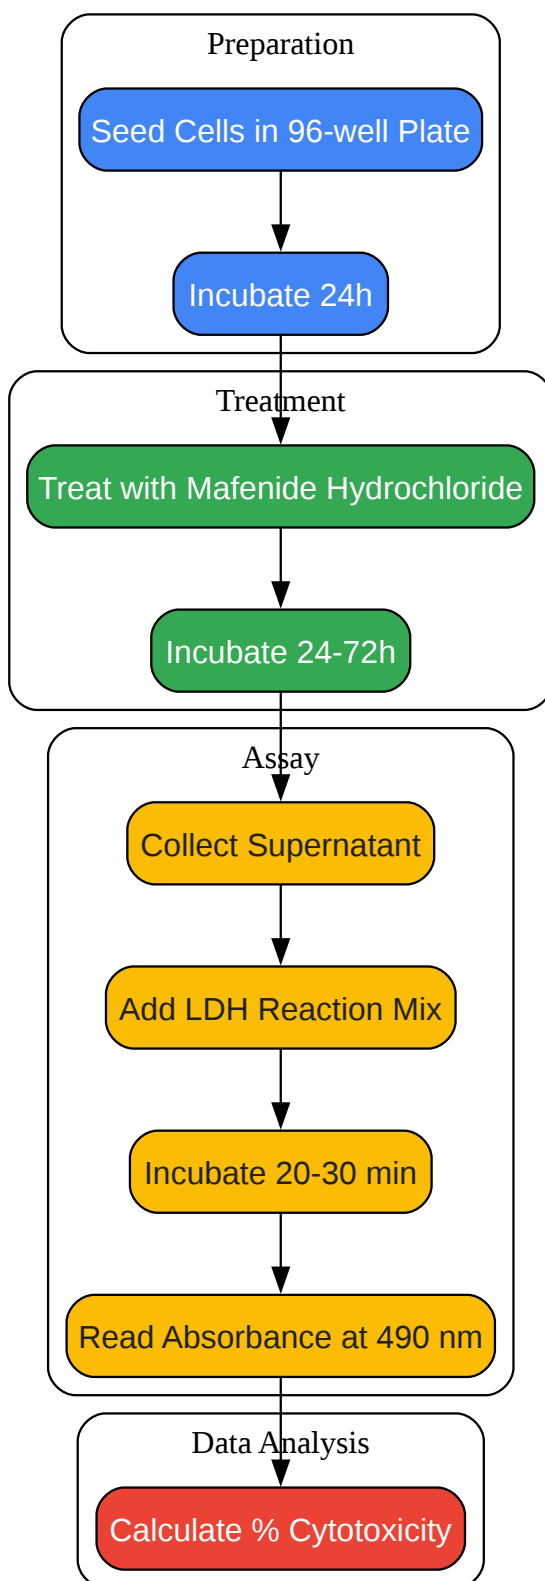 Preparation
Seed Cells in 96-well Plate
Incubate 24h
Treatment
Treat with Mafenide Hydrochloride
Incubate 24-72h
Assay
Collect Supernatant
Add LDH Reaction Mix
Incubate 20-30 min
Read Absorbance at 490 nm
Data Analysis
Calculate % Cytotoxicity